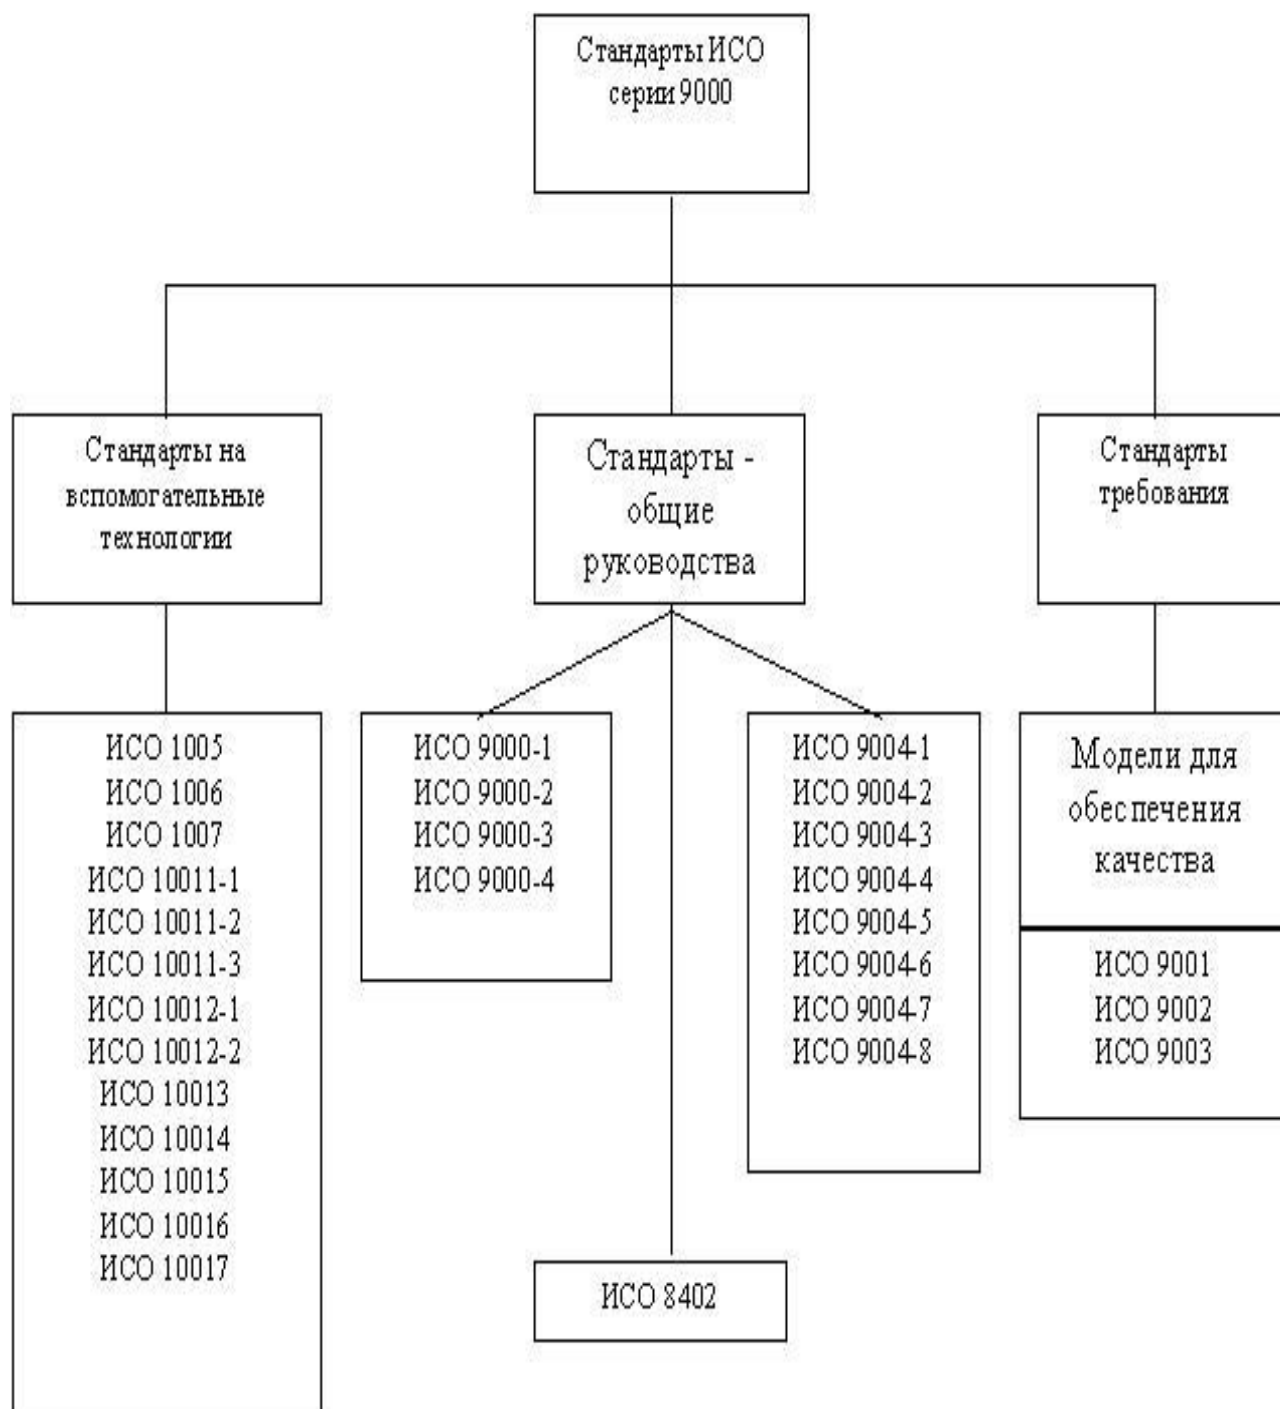 Стандарты ИСО
серии 9000
Стандарты на
вспомогательные
технологии
Стандарты -
общие
руководства
Стандарты
требования
ИСО 1005
ИСО 1006
ИСО 1007
ИСО 10011-1
ИСО 10011-2
ИСО 10011-3
ИСО 10012-1
ИСО 10012-2
ИСО 10013
ИСО 10014
ИСО 10015
ИСО 10016
ИСО 10017
ИСО 9000-1
ИСО 9000-2
ИСО 9000-3
ИСО 9000-4
ИСО 8402
ИСО 9004-1
ИСО 9004-2
ИСО 9004-3
ИСО 9004-4
ИСО 9004-5
ИСО 9004-6
ИСО 9004-7
ИСО 9004-8
Модели для
обеспечения
качества
ИСО 9001
ИСО 9002
ИСО 9003